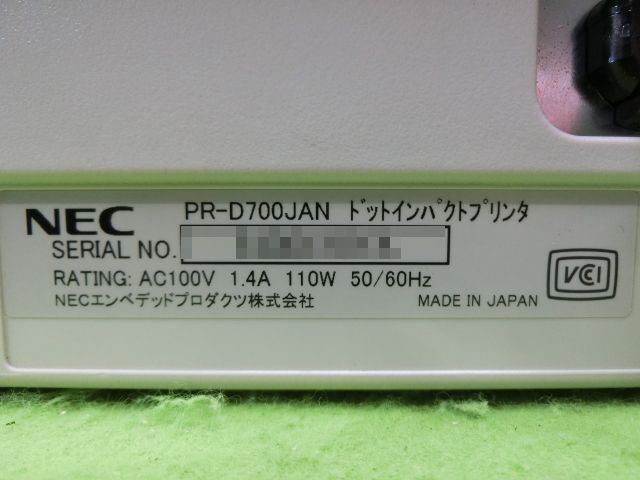 NEC PR-D700JAN ドットインパクトプリンタ
SERIAL NO.
RATING: AC100V 1.4A 110W 50/60Hz
NECエンベデッドプロダクツ株式会社 MADE IN JAPAN
VCI